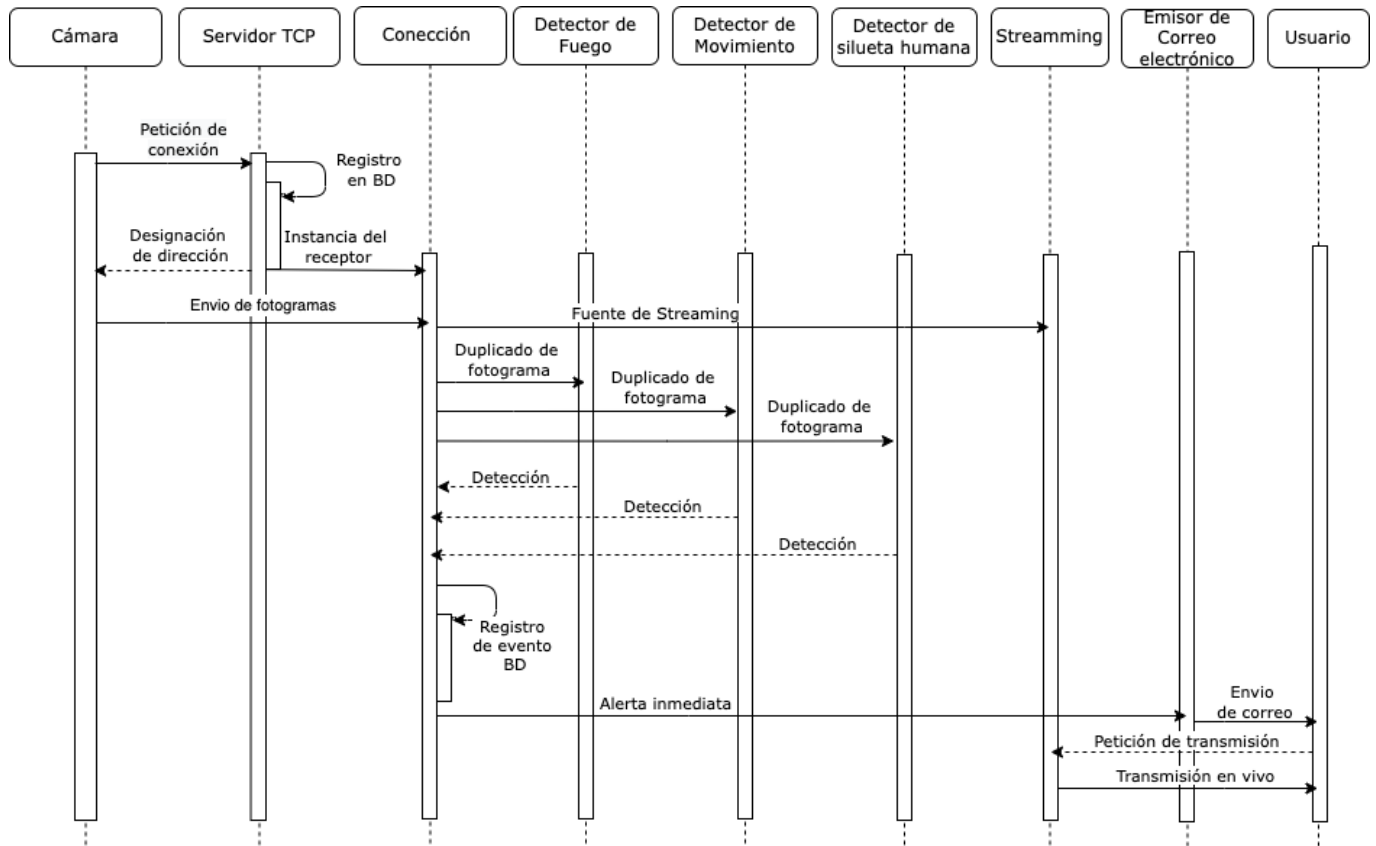 Cámara
Servidor TCP
Conección
Detector de
Fuego
Detector de
Movimiento
Detector de
silueta humana
Streamming
Emisor de
Correo
electrónico
Usuario
Petición de
conexión
Registro
en BD
Designación
de dirección
Instancia del
receptor
Envio de fotogramas
Fuente de Streaming
Duplicado de
fotograma
Duplicado de
fotograma
Duplicado de
fotograma
Detección
Detección
Detección
Registro
de evento
BD
Alerta inmediata
Envio
de correo
Petición de transmisión
Transmisión en vivo